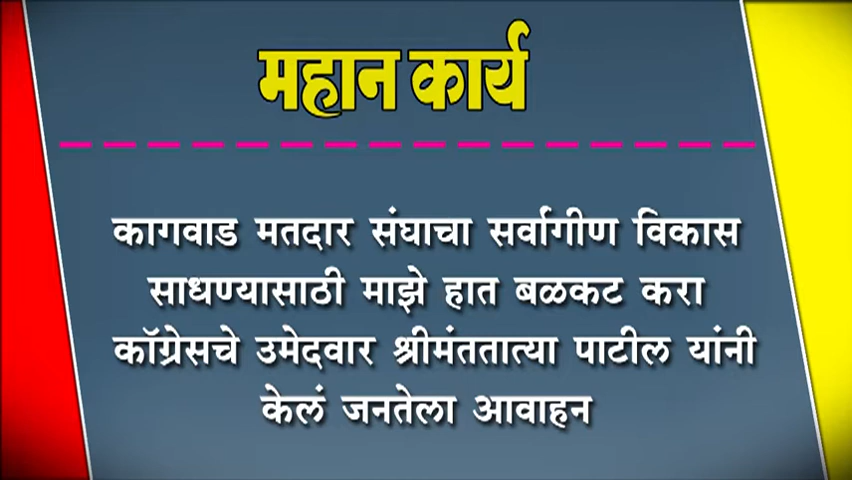 महान कार्य
कागवाड मतदार संघाचा सर्वागीण विकास
साधण्यासाठी माझे हात बळकट करा
काॅग्रेसचे उमेदवार श्रीमंततात्या पाटील यांनी
केलं जनतेला आवाहन